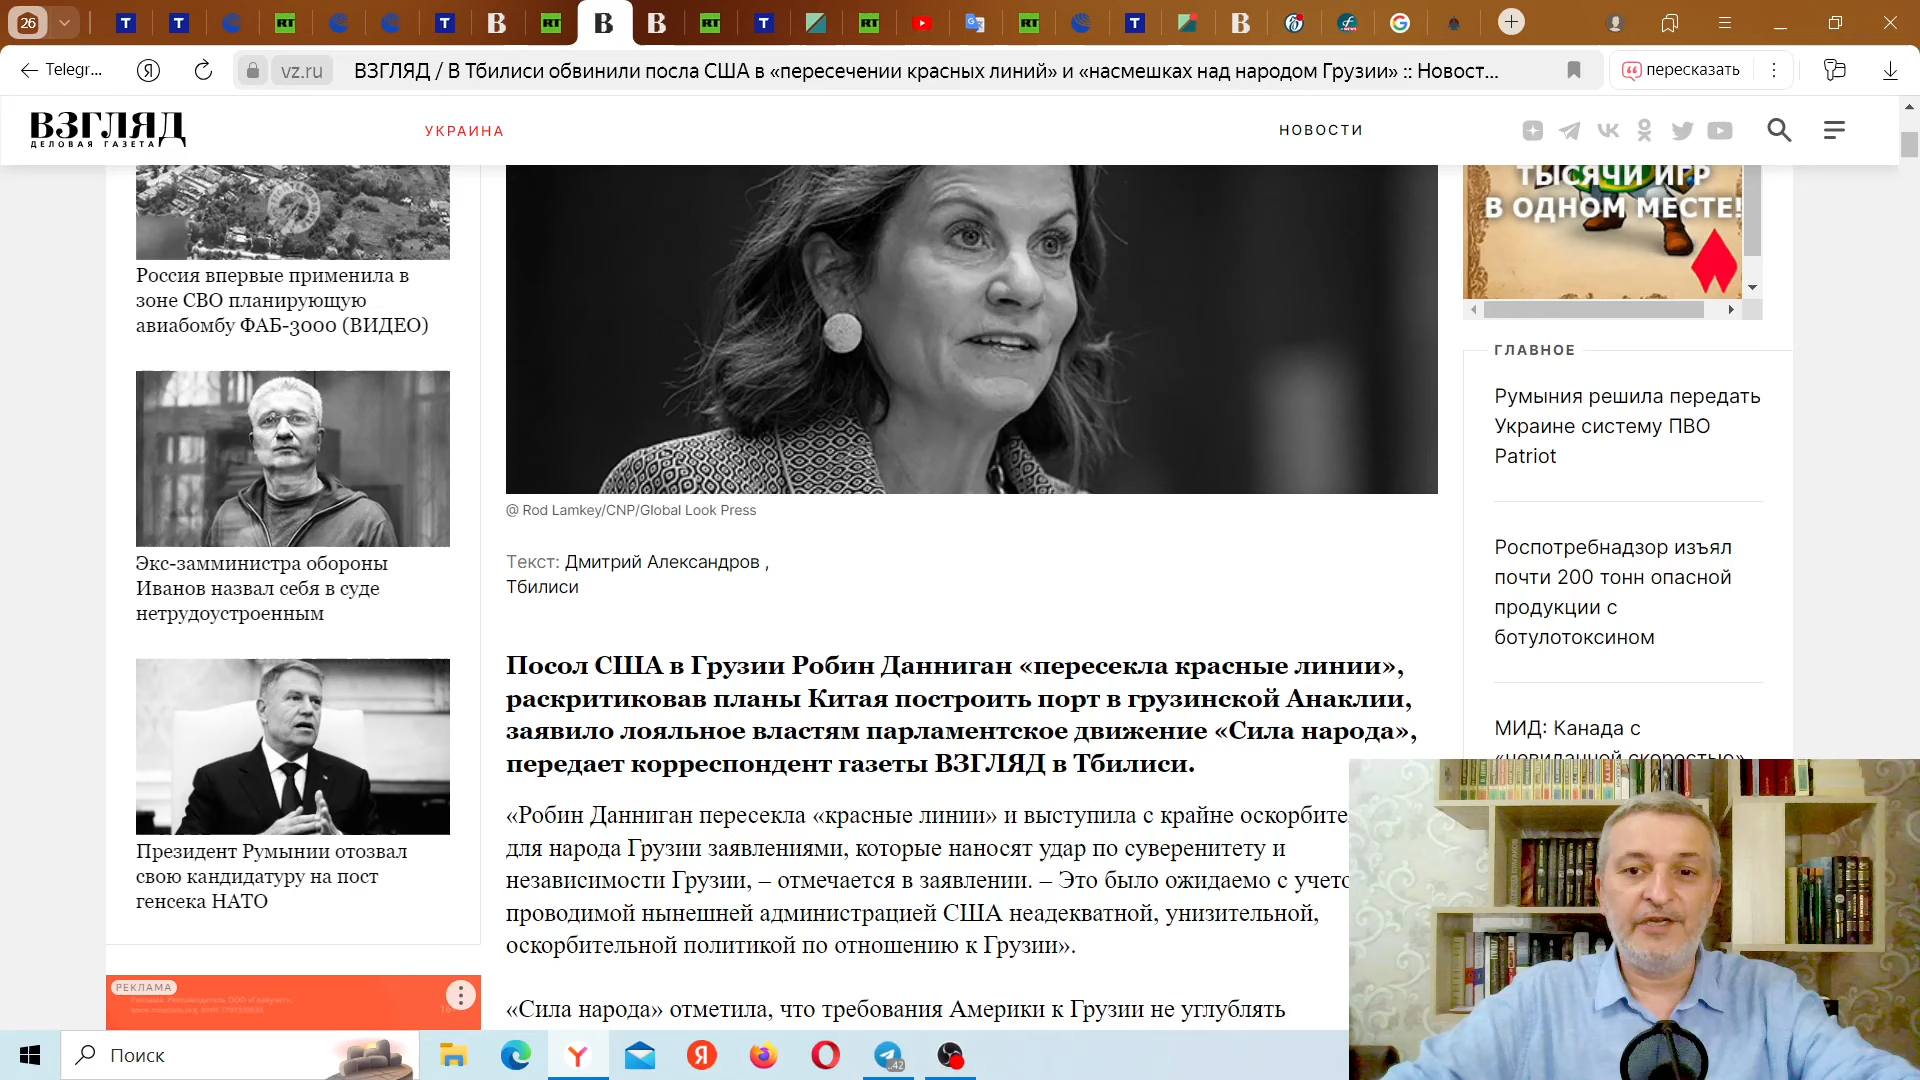 26
Telegr...
vz.ru
ВЗГЛЯД / В Тбилиси обвинили посла США в «пересечении красных линий» и «насмешках над народом Грузии» :: Новост...
пересказать
ВЗГЛЯД
ДЕЛОВАЯ ГАЗЕТА
УКРАИНА
НОВОСТИ
Россия впервые применила в
зоне СВО планирующую
авиабомбу ФАБ-3000 (ВИДЕО)
Экс-замминистра обороны
Иванов назвал себя в суде
нетрудоустроенным
Президент Румынии отозвал
свою кандидатуру на пост
генсека НАТО
РЕКЛАМА
@ Rod Lamkey/CNP/Global Look Press
Текст: Дмитрий Александров ,
Тбилиси
Посол США в Грузии Робин Данниган «пересекла красные линии»,
раскритиковав планы Китая построить порт в грузинской Анаклии,
заявило лояльное властям парламентское движение «Сила народа»,
передает корреспондент газеты ВЗГЛЯД в Тбилиси.
«Робин Данниган пересекла «красные линии» и выступила с крайне оскорбите
для народа Грузии заявлениями, которые наносят удар по суверенитету и
независимости Грузии, – отмечается в заявлении. – Это было ожидаемо с учето
проводимой нынешней администрацией США неадекватной, унизительной,
оскорбительной политикой по отношению к Грузии».
«Сила народа» отметила, что требования Америки к Грузии не углублять
ТЫСЯЧИ ИГР
В ОДНОМ МЕСТЕ!
ГЛАВНОЕ
Румыния решила передать
Украине систему ПВО
Patriot
Роспотребнадзор изъял
почти 200 тонн опасной
продукции с
ботулотоксином
МИД: Канада с
«невиданной скоростью»
Поиск
42